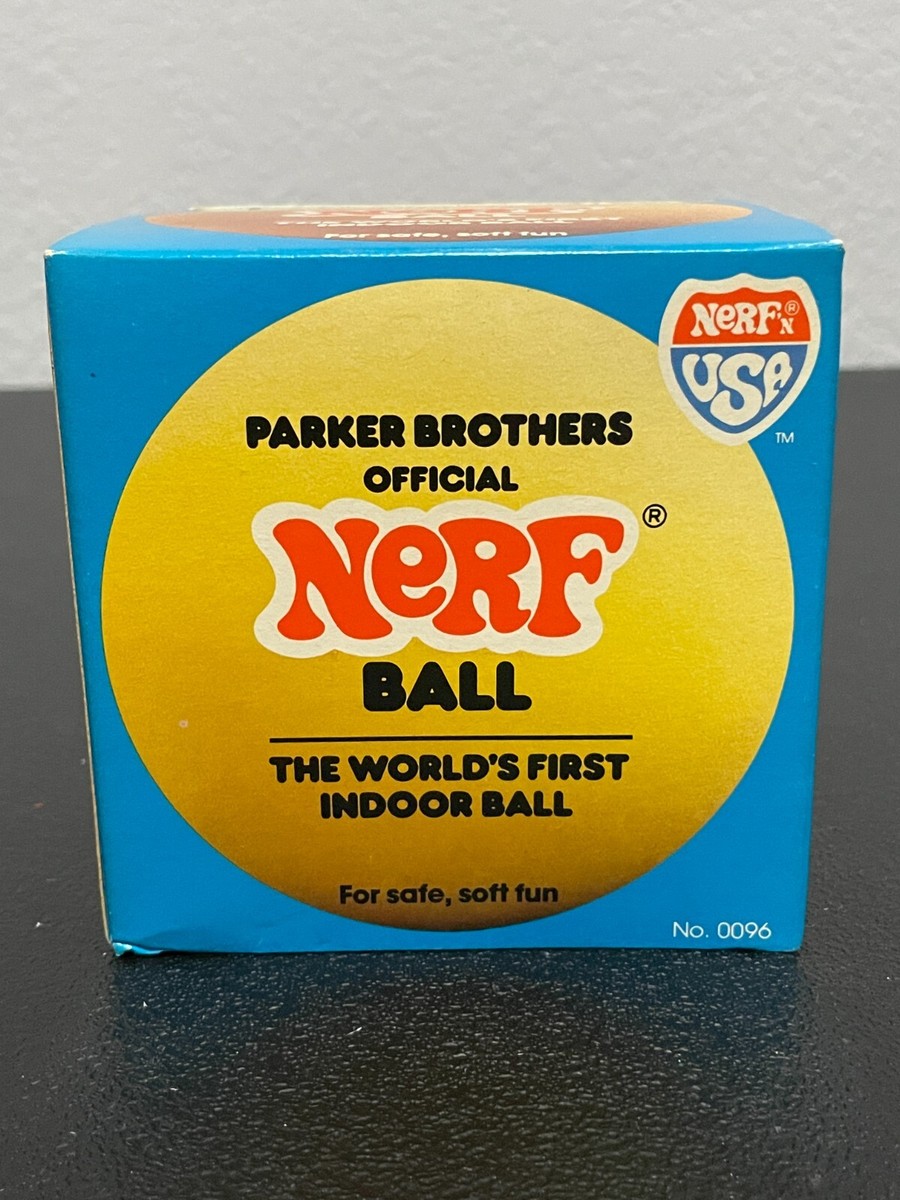 NeRF
For safe, soft fun
NeRF'N®
USA
TM
PARKER BROTHERS
OFFICIAL
NeRF®
BALL
THE WORLD'S FIRST
INDOOR BALL
For safe, soft fun
No. 0096